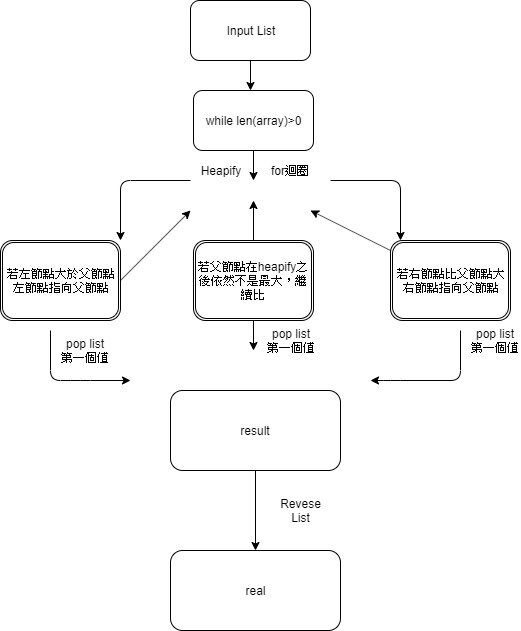 Input List
while len(array)>0
Heapify
for迴圈
若左節點大於父節點
左節點指向父節點
若父節點在heapify之
後依然不是最大，繼
續比
若右節點比父節點大
右節點指向父節點
pop list
第一個值
pop list
第一個值
pop list
第一個值
result
Revese
List
real